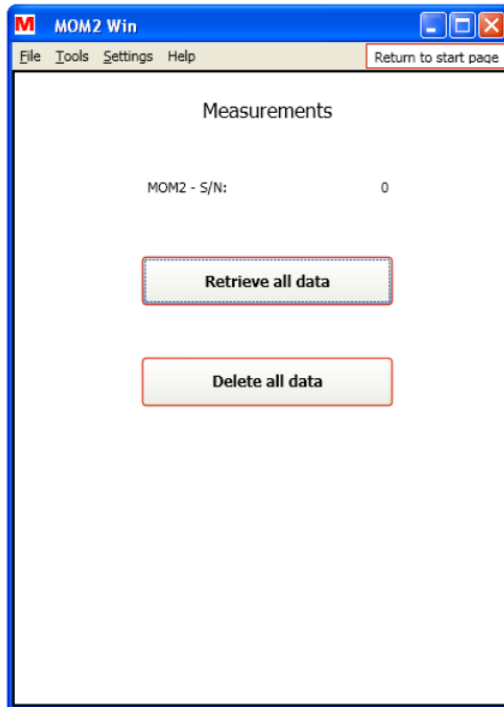 M MOM2 Win
File Tools Settings Help Return to start page
Measurements
MOM2 - S/N: 0
Retrieve all data
Delete all data